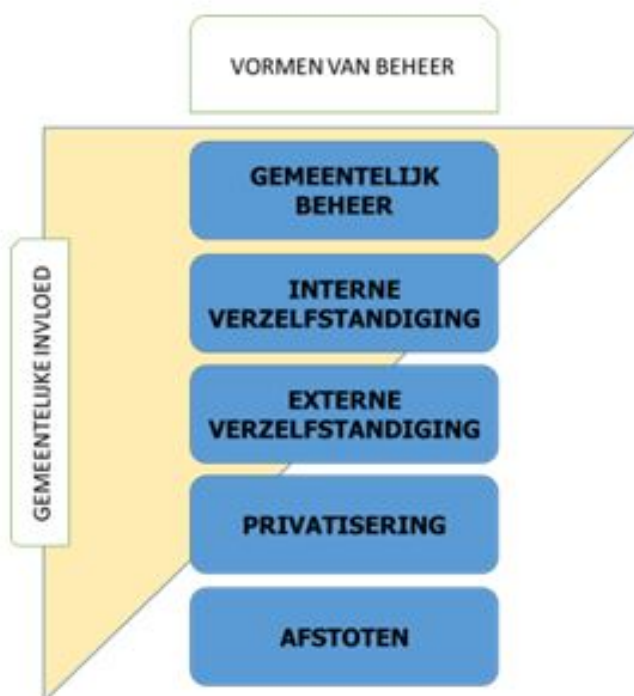 VORMEN VAN BEHEER
GEMEENTELIJKE INVLOED
GEMEENTELIJK
BEHEER
INTERNE
VERZELFSTANDIGING
EXTERNE
VERZELFSTANDIGING
PRIVATISERING
AFSTOTEN